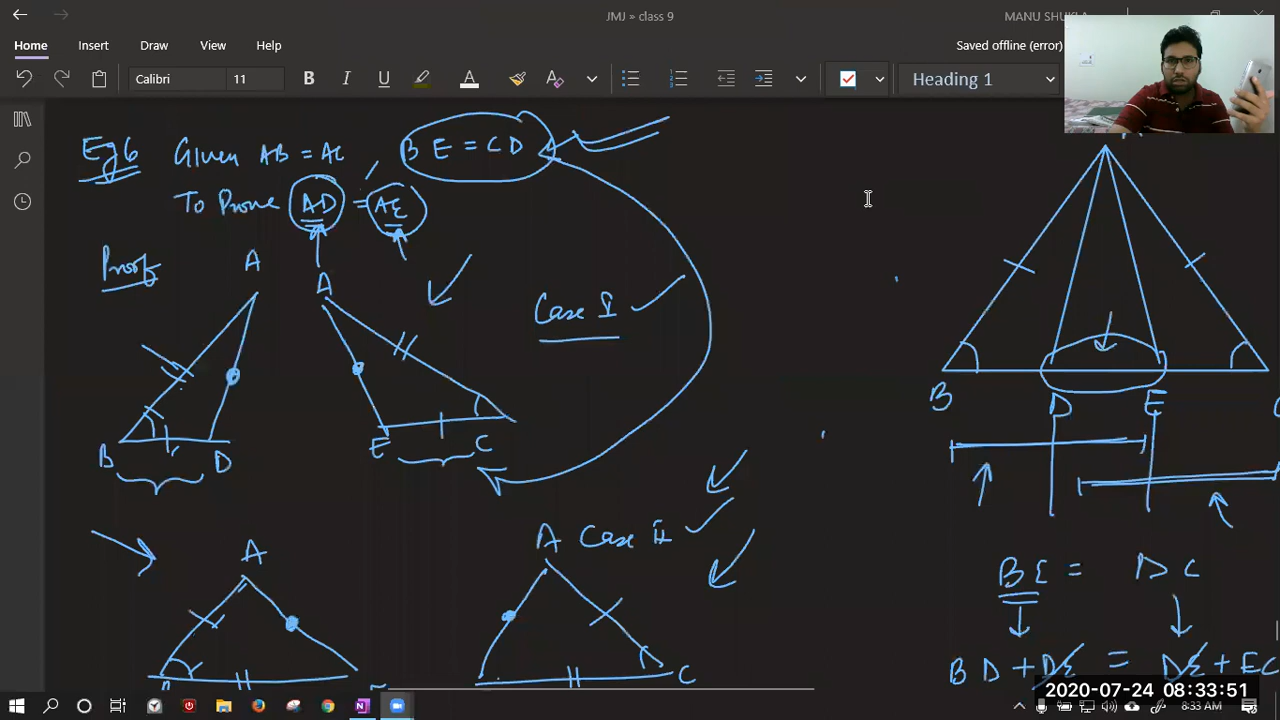 JMJ » class 9
MANU SHUKLA
Home Insert Draw View Help
Saved offline (error)
Calibri 11 B I U A Heading 1
Eg6 Given AB = AC BE = CD
To Prove AD = AE
Proof
A
A
Case I
B D
E C
A
A Case ii
C
B D E
BE = DC
BD + DE = DE + EC
2020-07-24 08:33:51
8:33 AM